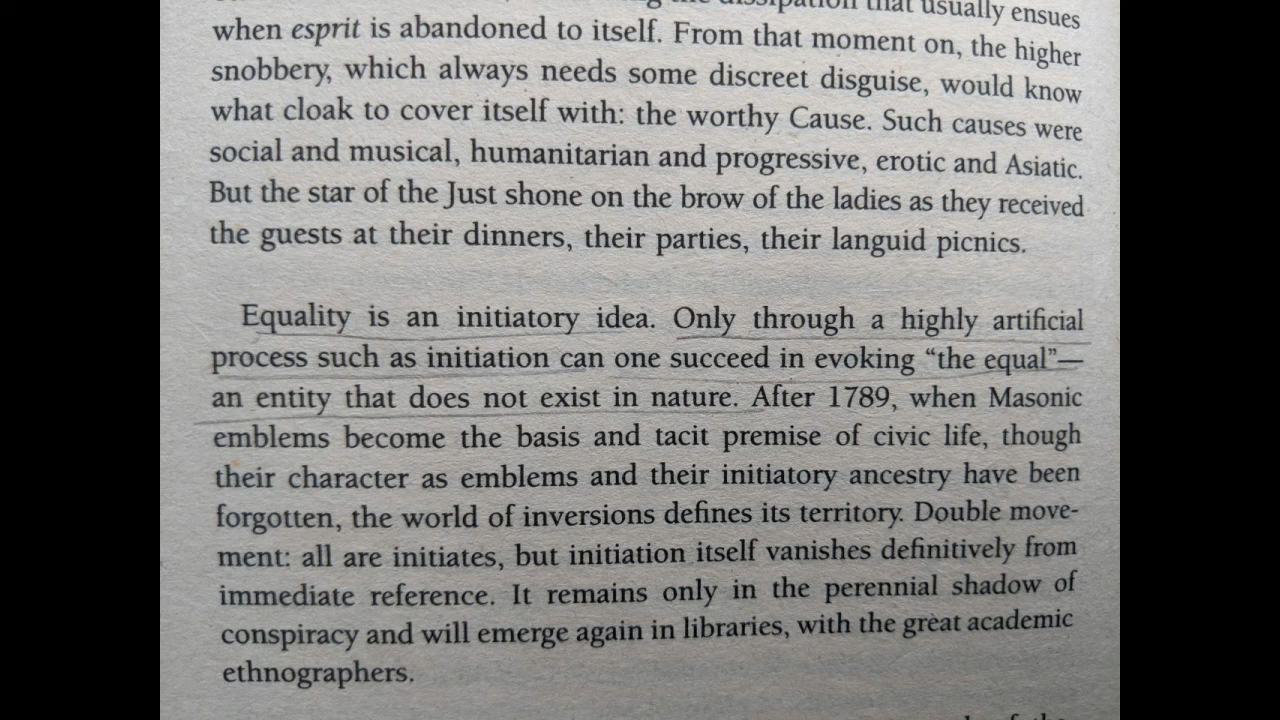 that usually ensues
when esprit is abandoned to itself. From that moment on, the higher
snobbery, which always needs some discreet disguise, would know
what cloak to cover itself with: the worthy Cause. Such causes were
social and musical, humanitarian and progressive, erotic and Asiatic.
But the star of the Just shone on the brow of the ladies as they received
the guests at their dinners, their parties, their languid picnics.
Equality is an initiatory idea. Only through a highly artificial
process such as initiation can one succeed in evoking “the equal”—
an entity that does not exist in nature. After 1789, when Masonic
emblems become the basis and tacit premise of civic life, though
their character as emblems and their initiatory ancestry have been
forgotten, the world of inversions defines its territory. Double move-
ment: all are initiates, but initiation itself vanishes definitively from
immediate reference. It remains only in the perennial shadow of
conspiracy and will emerge again in libraries, with the great academic
ethnographers.